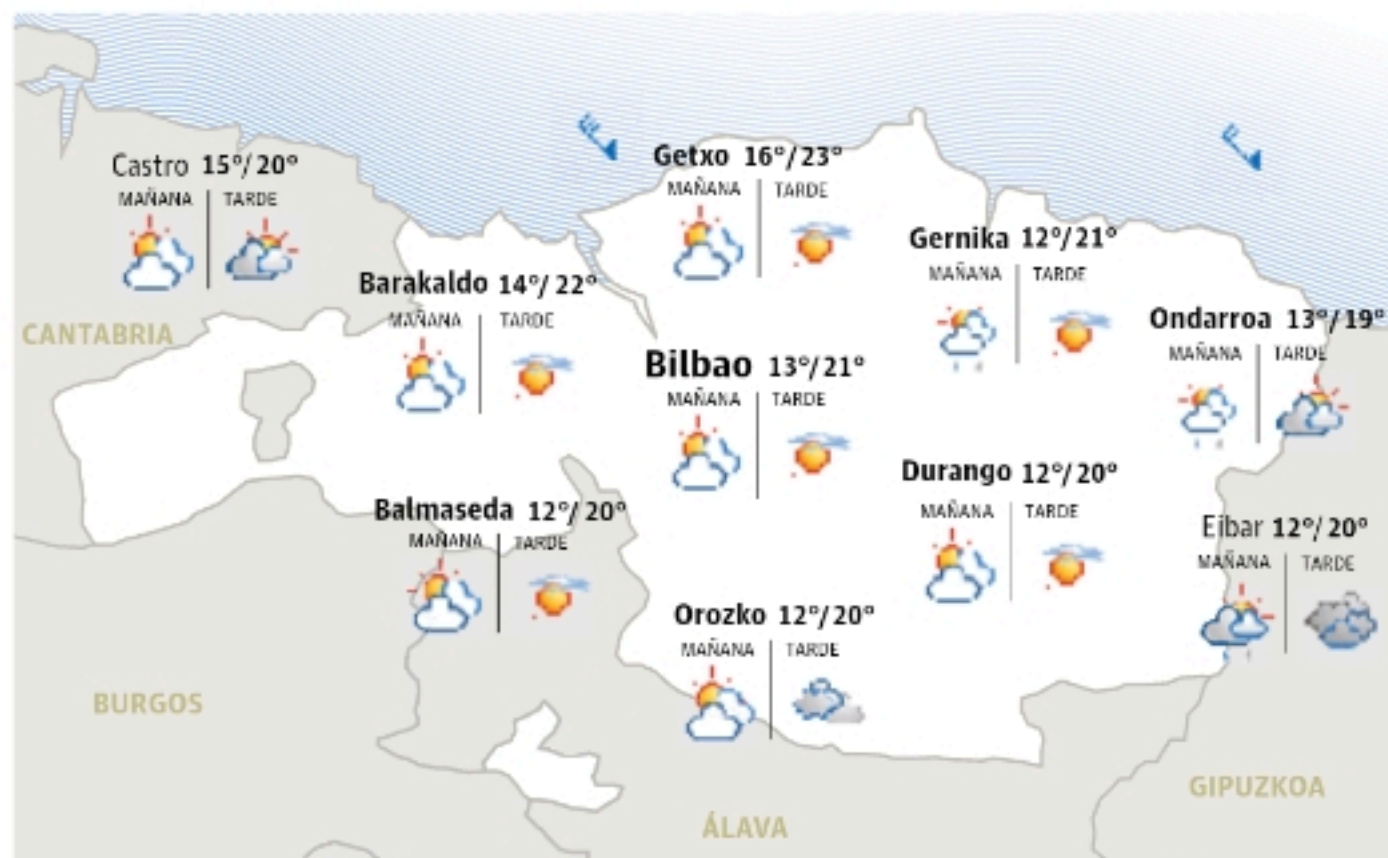 Castro 15°/20°
MAÑANA TARDE
Getxo 16°/23°
MAÑANA TARDE
Gernika 12°/21°
MAÑANA TARDE
Barakaldo 14°/22°
MAÑANA TARDE
CANTABRIA
Ondarroa 13°/19°
MAÑANA TARDE
Bilbao 13°/21°
MAÑANA TARDE
Durango 12°/20°
MAÑANA TARDE
Balmaseda 12°/20°
MAÑANA TARDE
Eibar 12°/20°
MAÑANA TARDE
Orozko 12°/20°
MAÑANA TARDE
BURGOS
GIPUZKOA
ÁLAVA